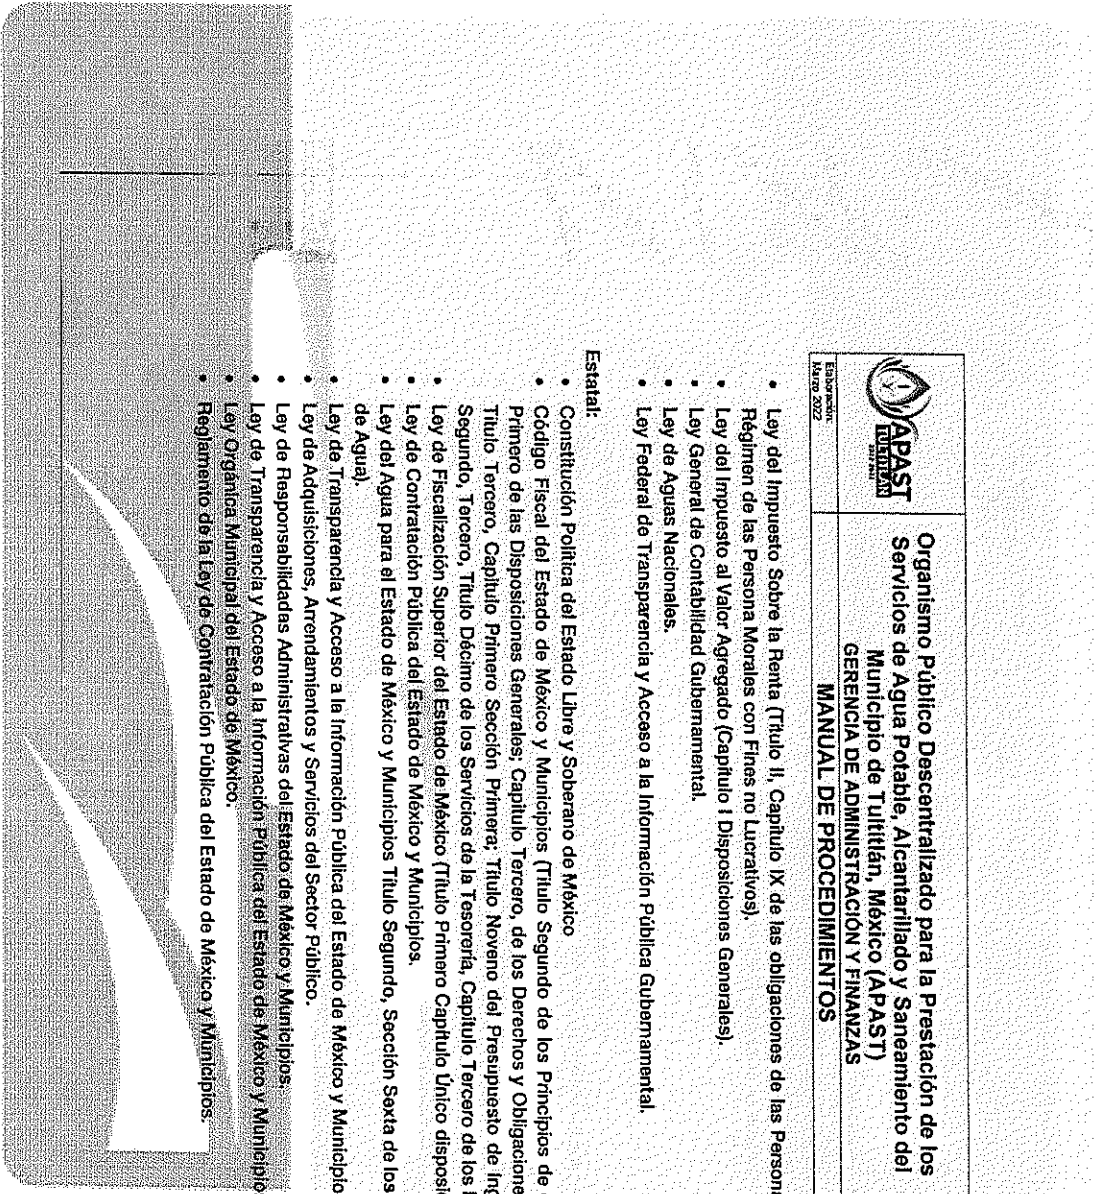 APAST
TULTITLÁN
Elaboración:
Marzo 2022
Organismo Público Descentralizado para la Prestación de los
Servicios de Agua Potable, Alcantarillado y Saneamiento del
Municipio de Tultitlán, México (APAST)
GERENCIA DE ADMINISTRACIÓN Y FINANZAS
MANUAL DE PROCEDIMIENTOS
• Ley del Impuesto Sobre la Renta (Título II, Capítulo IX de las obligaciones de las Persona
Régimen de las Persona Morales con Fines no Lucrativos).
• Ley del Impuesto al Valor Agregado (Capítulo I Disposiciones Generales).
• Ley General de Contabilidad Gubernamental.
• Ley de Aguas Nacionales.
• Ley Federal de Transparencia y Acceso a la Información Pública Gubernamental.
Estatal:
• Constitución Política del Estado Libre y Soberano de México
• Código Fiscal del Estado de México y Municipios (Título Segundo de los Principios de
Primero de las Disposiciones Generales; Capítulo Tercero, de los Derechos y Obligacione
Título Tercero, Capítulo Primero Sección Primera; Título Noveno del Presupuesto de Ing
Segundo, Tercero, Título Décimo de los Servicios de la Tesorería, Capítulo Tercero de los
• Ley de Fiscalización Superior del Estado de México (Título Primero Capítulo Único disposi
• Ley de Contratación Pública del Estado de México y Municipios.
• Ley del Agua para el Estado de México y Municipios Título Segundo, Sección Sexta de los
de Agua).
• Ley de Transparencia y Acceso a la Información Pública del Estado de México y Municipio
• Ley de Adquisiciones, Arrendamientos y Servicios del Sector Público.
• Ley de Responsabilidades Administrativas del Estado de México y Municipios.
• Ley de Transparencia y Acceso a la Información Pública del Estado de México y Municipio
• Ley Orgánica Municipal del Estado de México.
• Reglamento de la Ley de Contratación Pública del Estado de México y Municipios.